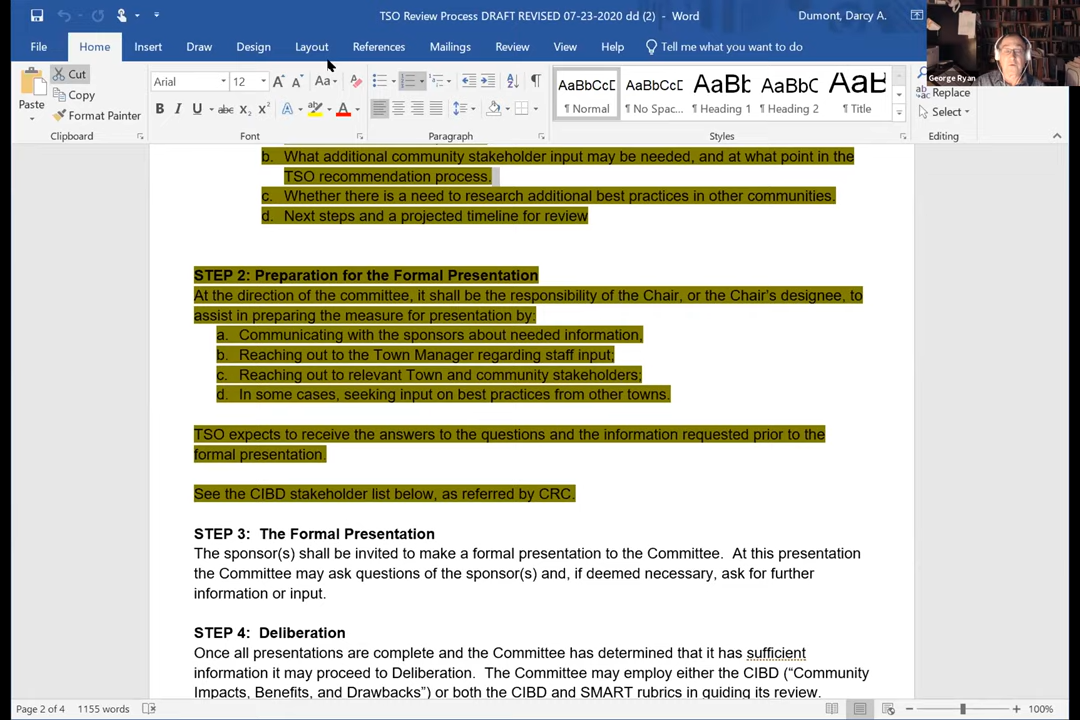 TSO Review Process DRAFT REVISED 07-23-2020 dd (2) - Word
Dumont, Darcy A.
George Ryan
File Home Insert Draw Design Layout References Mailings Review View Help Tell me what you want to do
Paste
Cut
Copy
Format Painter
Clipboard
Arial 12
Font
Paragraph
AaBbCcDc AaBbCcDc AaBbCc AaBbCcC AaB
¶ Normal ¶ No Spac... ¶ Heading 1 ¶ Heading 2 ¶ Title
Styles
Replace
Select
Editing
b. What additional community stakeholder input may be needed, and at what point in the
TSO recommendation process.
c. Whether there is a need to research additional best practices in other communities.
d. Next steps and a projected timeline for review
STEP 2: Preparation for the Formal Presentation
At the direction of the committee, it shall be the responsibility of the Chair, or the Chair's designee, to
assist in preparing the measure for presentation by:
a. Communicating with the sponsors about needed information,
b. Reaching out to the Town Manager regarding staff input;
c. Reaching out to relevant Town and community stakeholders;
d. In some cases, seeking input on best practices from other towns.
TSO expects to receive the answers to the questions and the information requested prior to the
formal presentation.
See the CIBD stakeholder list below, as referred by CRC.
STEP 3: The Formal Presentation
The sponsor(s) shall be invited to make a formal presentation to the Committee. At this presentation
the Committee may ask questions of the sponsor(s) and, if deemed necessary, ask for further
information or input.
STEP 4: Deliberation
Once all presentations are complete and the Committee has determined that it has sufficient
information it may proceed to Deliberation. The Committee may employ either the CIBD ("Community
Impacts, Benefits, and Drawbacks") or both the CIBD and SMART rubrics in guiding its review.
Page 2 of 4 1155 words 100%